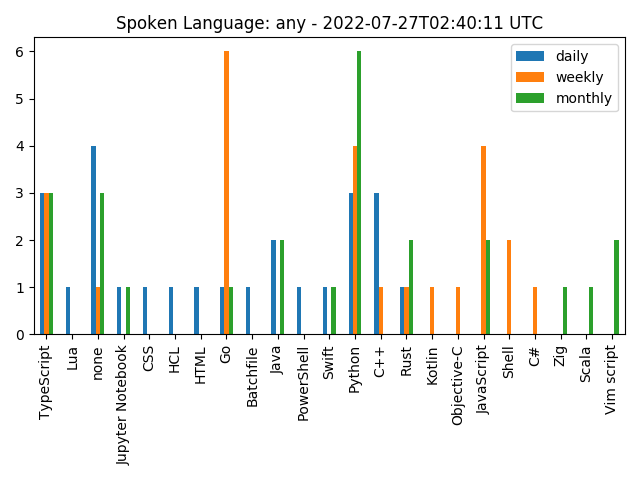 Spoken Language: any - 2022-07-27T02:40:11 UTC
daily
weekly
monthly
6
5
4
3
2
1
0
TypeScript
Lua
none
Jupyter Notebook
CSS
HCL
HTML
Go
Batchfile
Java
PowerShell
Swift
Python
C++
Rust
Kotlin
Objective-C
JavaScript
Shell
C#
Zig
Scala
Vim script